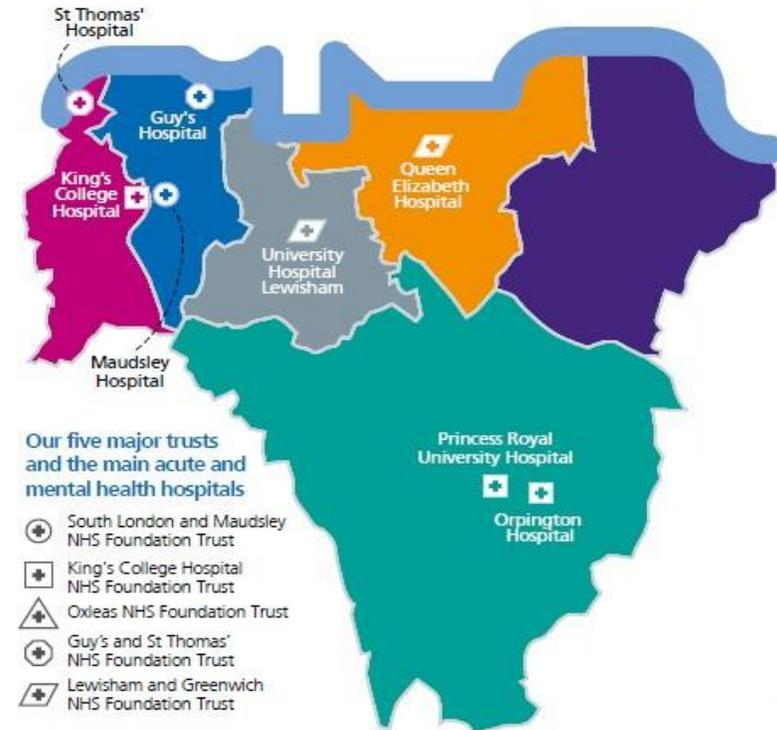 St Thomas'
Hospital
Guy's
Hospital
King's
College
Hospital
Queen
Elizabeth
Hospital
University
Hospital
Lewisham
Maudsley
Hospital
Princess Royal
University Hospital
Orpington
Hospital
Our five major trusts
and the main acute and
mental health hospitals
South London and Maudsley
NHS Foundation Trust
King's College Hospital
NHS Foundation Trust
Oxleas NHS Foundation Trust
Guy's and St Thomas'
NHS Foundation Trust
Lewisham and Greenwich
NHS Foundation Trust